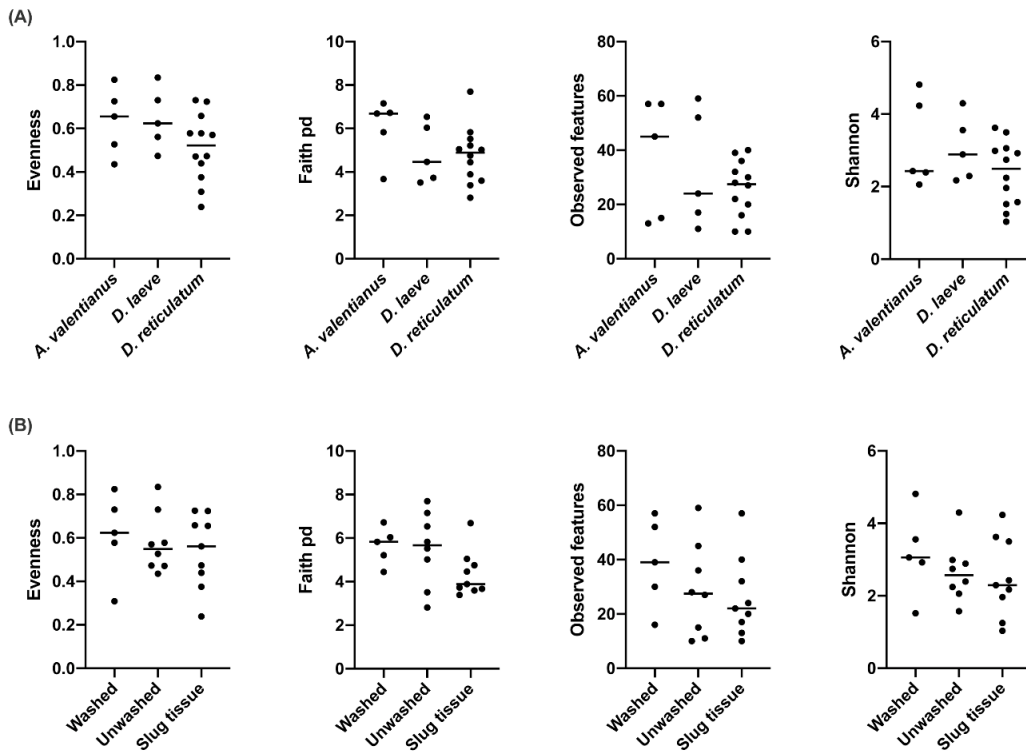 (A)
Evenness
1.0
0.8
0.6
0.4
0.2
0.0
A. valentianus
D. laeve
D. reticulatum
Faith pd
10
8
6
4
2
0
A. valentianus
D. laeve
D. reticulatum
Observed features
80
60
40
20
0
A. valentianus
D. laeve
D. reticulatum
Shannon
6
4
2
0
A. valentianus
D. laeve
D. reticulatum
(B)
Evenness
1.0
0.8
0.6
0.4
0.2
0.0
Washed
Unwashed
Slug tissue
Faith pd
10
8
6
4
2
0
Washed
Unwashed
Slug tissue
Observed features
80
60
40
20
0
Washed
Unwashed
Slug tissue
Shannon
6
4
2
0
Washed
Unwashed
Slug tissue